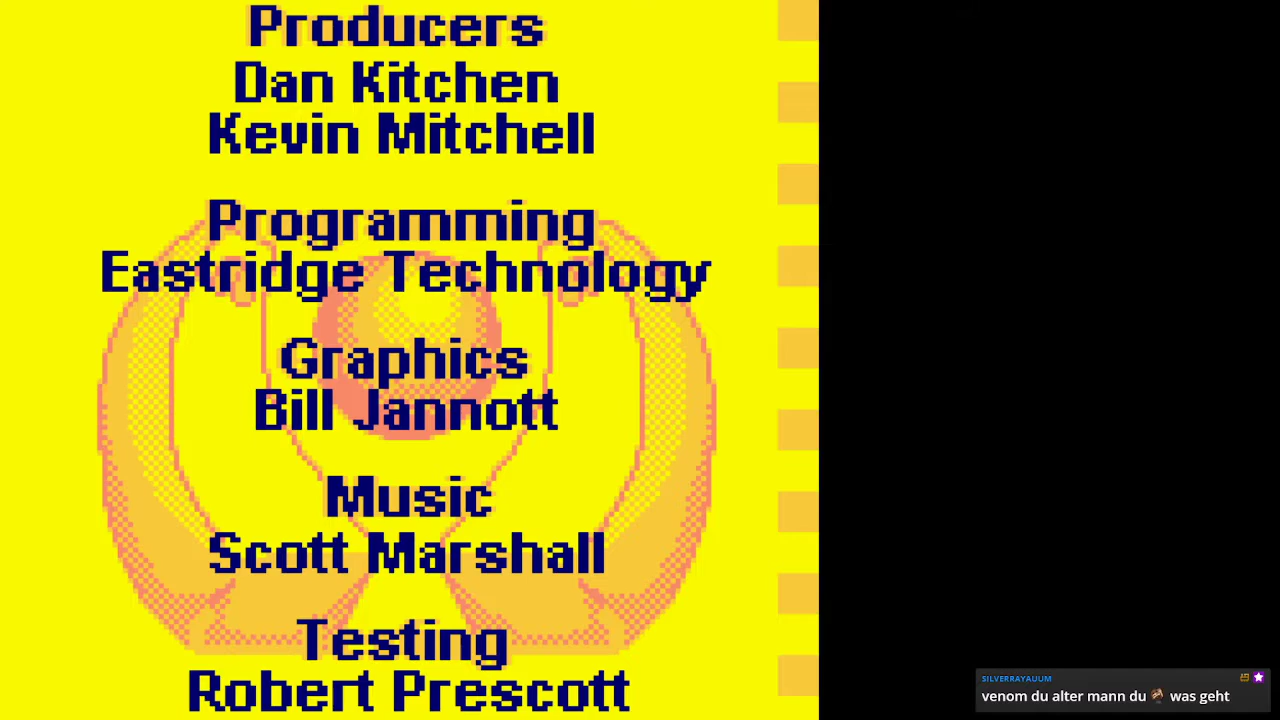 Producers
Dan Kitchen
Kevin Mitchell
Programming
Eastridge Technology
Graphics
Bill Jannott
Music
Scott Marshall
Testing
Robert Prescott
SILVERRAYAUUM
venom du alter mann du was geht